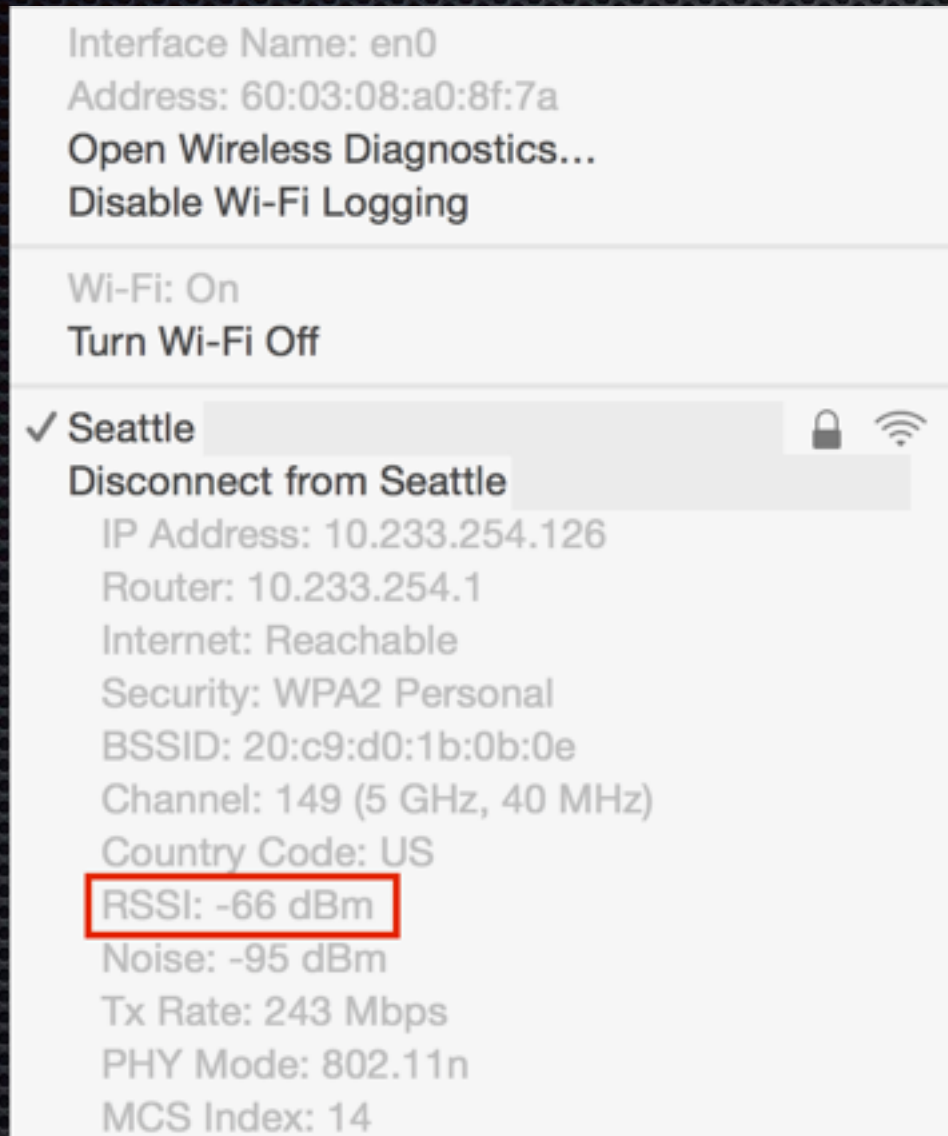 Interface Name: en0
Address: 60:03:08:a0:8f:7a
Open Wireless Diagnostics...
Disable Wi-Fi Logging
Wi-Fi: On
Turn Wi-Fi Off
✓ Seattle
Disconnect from Seattle
IP Address: 10.233.254.126
Router: 10.233.254.1
Internet: Reachable
Security: WPA2 Personal
BSSID: 20:c9:d0:1b:0b:0e
Channel: 149 (5 GHz, 40 MHz)
Country Code: US
RSSI: -66 dBm
Noise: -95 dBm
Tx Rate: 243 Mbps
PHY Mode: 802.11n
MCS Index: 14